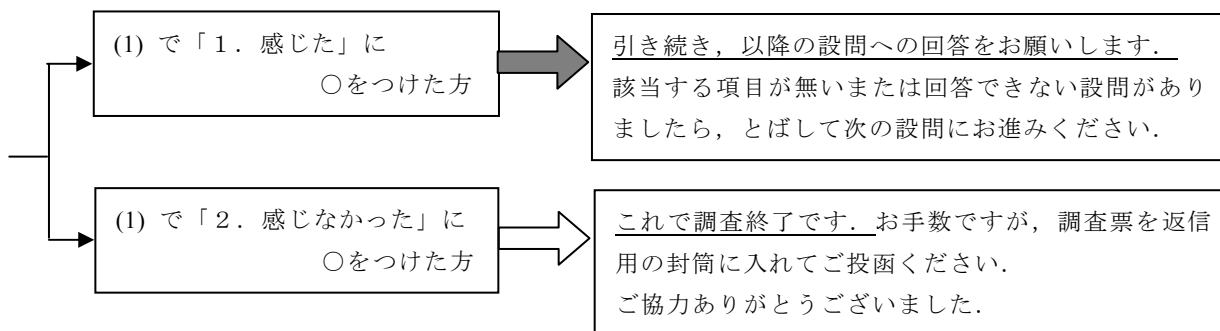 (1) で「1．感じた」に
○をつけた方
引き続き，以降の設問への回答をお願いします．
該当する項目が無いまたは回答できない設問があり
ましたら，とばして次の設問にお進みください．
(1) で「２．感じなかった」に
○をつけた方
これで調査終了です．お手数ですが，調査票を返信
用の封筒に入れてご投函ください．
ご協力ありがとうございました．